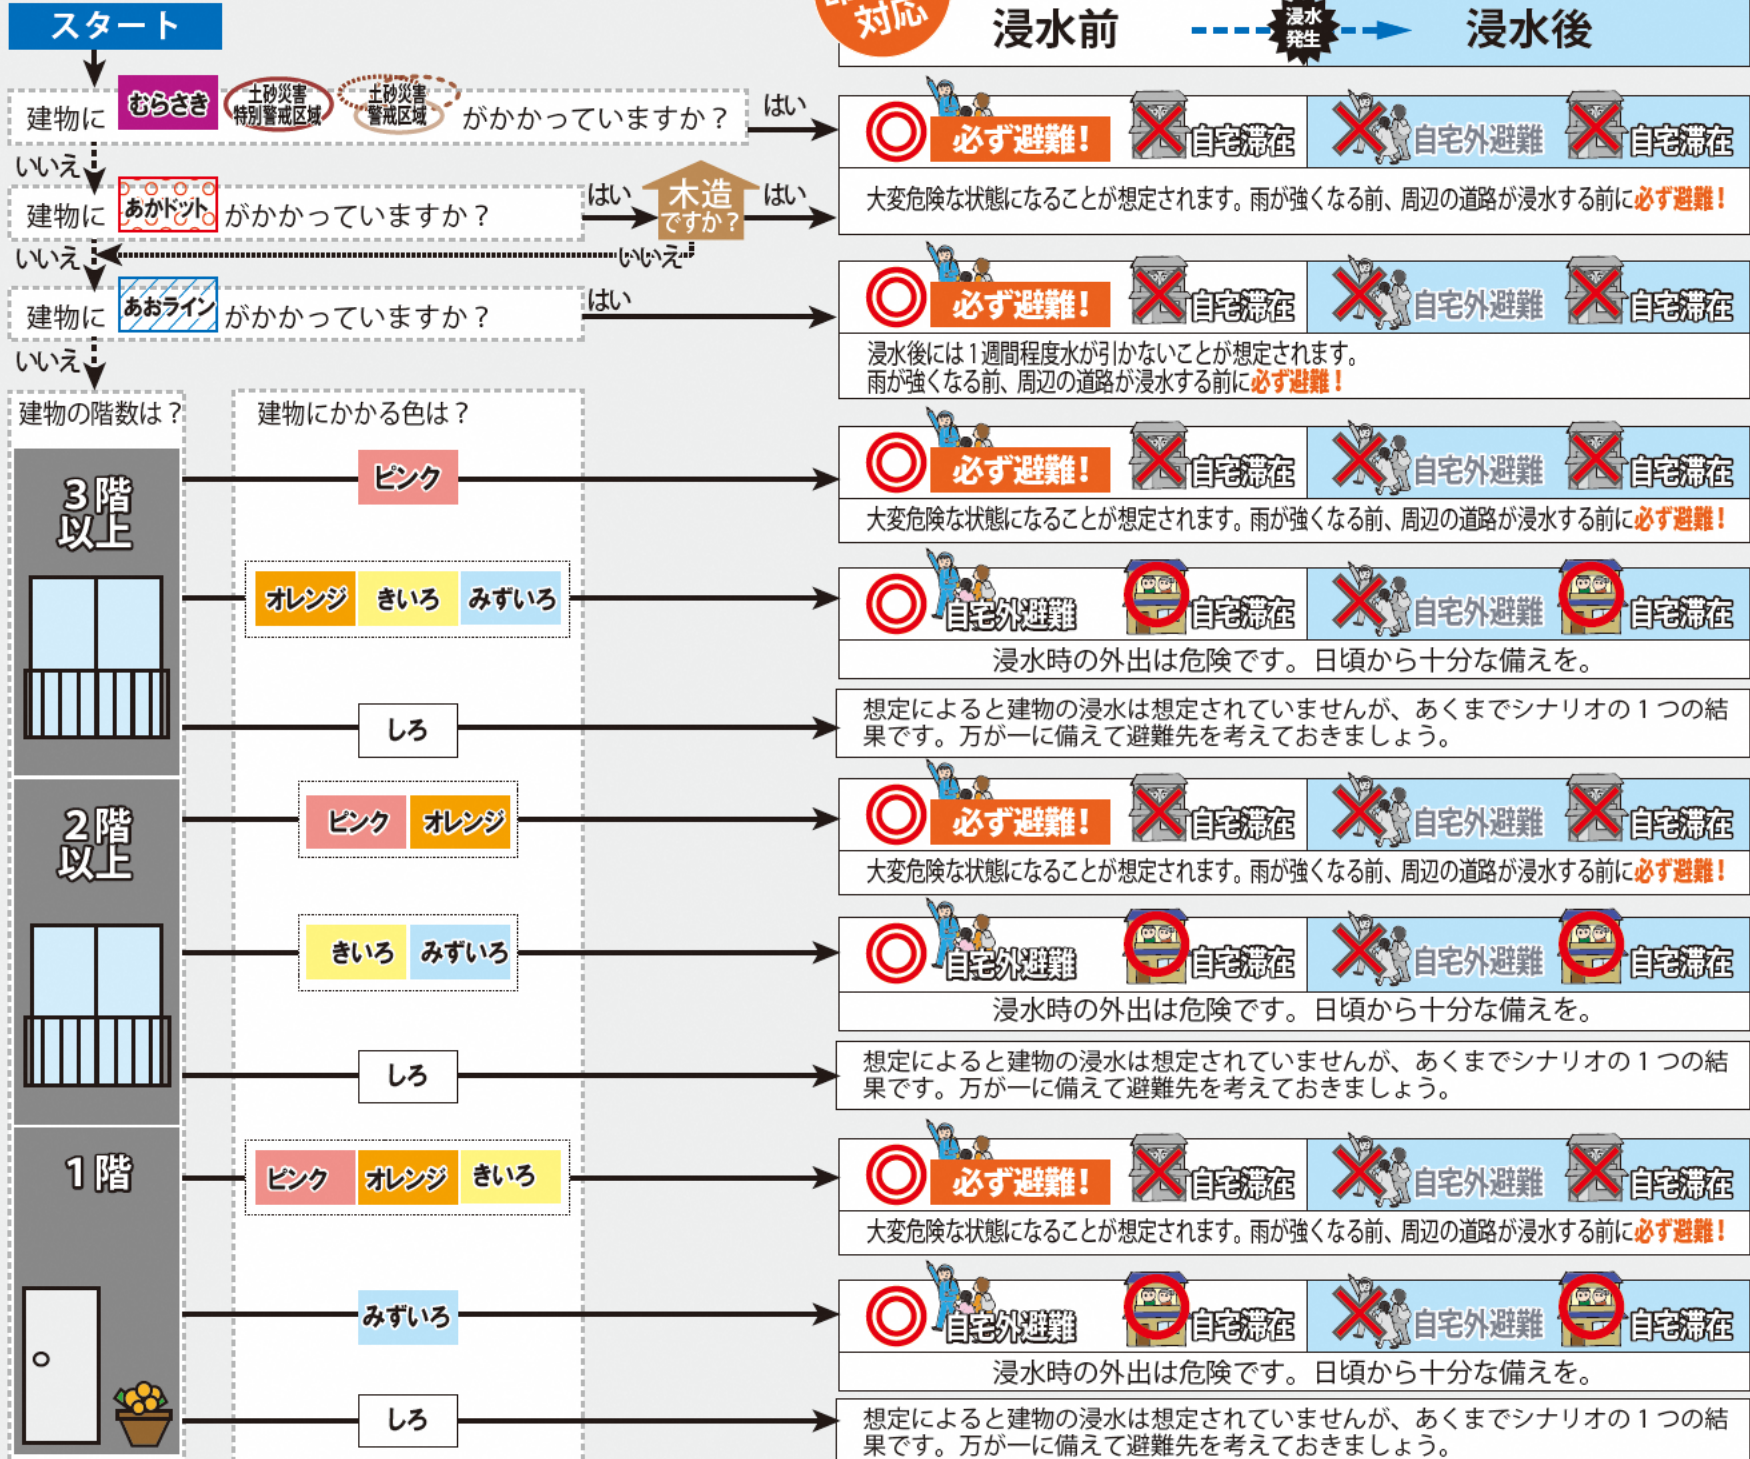 スタート
対応
浸水前
浸水
発生
浸水後
建物に むらさき 土砂災害特別警戒区域 土砂災害警戒区域 がかかっていますか？
はい
必ず避難！ 自宅滞在 自宅外避難 自宅滞在
大変危険な状態になることが想定されます。雨が強くなる前、周辺の道路が浸水する前に必ず避難！
いいえ
建物に あかドット がかかっていますか？
はい
木造
ですか？
はい
いいえ
いいえ
建物に あおライン がかかっていますか？
はい
必ず避難！ 自宅滞在 自宅外避難 自宅滞在
浸水後には１週間程度水が引かないことが想定されます。
雨が強くなる前、周辺の道路が浸水する前に必ず避難！
いいえ
建物の階数は？
建物にかかる色は？
３階
以上
ピンク
必ず避難！ 自宅滞在 自宅外避難 自宅滞在
大変危険な状態になることが想定されます。雨が強くなる前、周辺の道路が浸水する前に必ず避難！
オレンジ きいろ みずいろ
自宅外避難 自宅滞在 自宅外避難 自宅滞在
浸水時の外出は危険です。日頃から十分な備えを。
しろ
想定によると建物の浸水は想定されていませんが、あくまでシナリオの１つの結
果です。万が一に備えて避難先を考えておきましょう。
２階
以上
ピンク オレンジ
必ず避難！ 自宅滞在 自宅外避難 自宅滞在
大変危険な状態になることが想定されます。雨が強くなる前、周辺の道路が浸水する前に必ず避難！
きいろ みずいろ
自宅外避難 自宅滞在 自宅外避難 自宅滞在
浸水時の外出は危険です。日頃から十分な備えを。
しろ
想定によると建物の浸水は想定されていませんが、あくまでシナリオの１つの結
果です。万が一に備えて避難先を考えておきましょう。
１階
ピンク オレンジ きいろ
必ず避難！ 自宅滞在 自宅外避難 自宅滞在
大変危険な状態になることが想定されます。雨が強くなる前、周辺の道路が浸水する前に必ず避難！
みずいろ
自宅外避難 自宅滞在 自宅外避難 自宅滞在
浸水時の外出は危険です。日頃から十分な備えを。
しろ
想定によると建物の浸水は想定されていませんが、あくまでシナリオの１つの結
果です。万が一に備えて避難先を考えておきましょう。